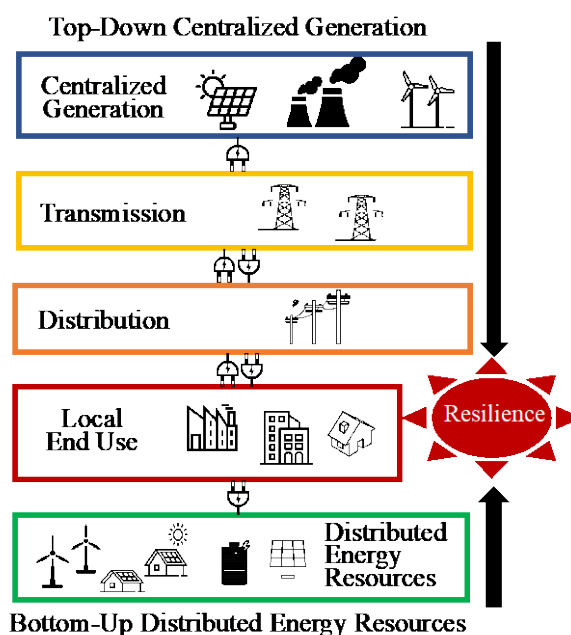 Top-Down Centralized Generation
Centralized
Generation
Transmission
Distribution
Local
End Use
Resilience
Distributed
Energy
Resources
Bottom-Up Distributed Energy Resources